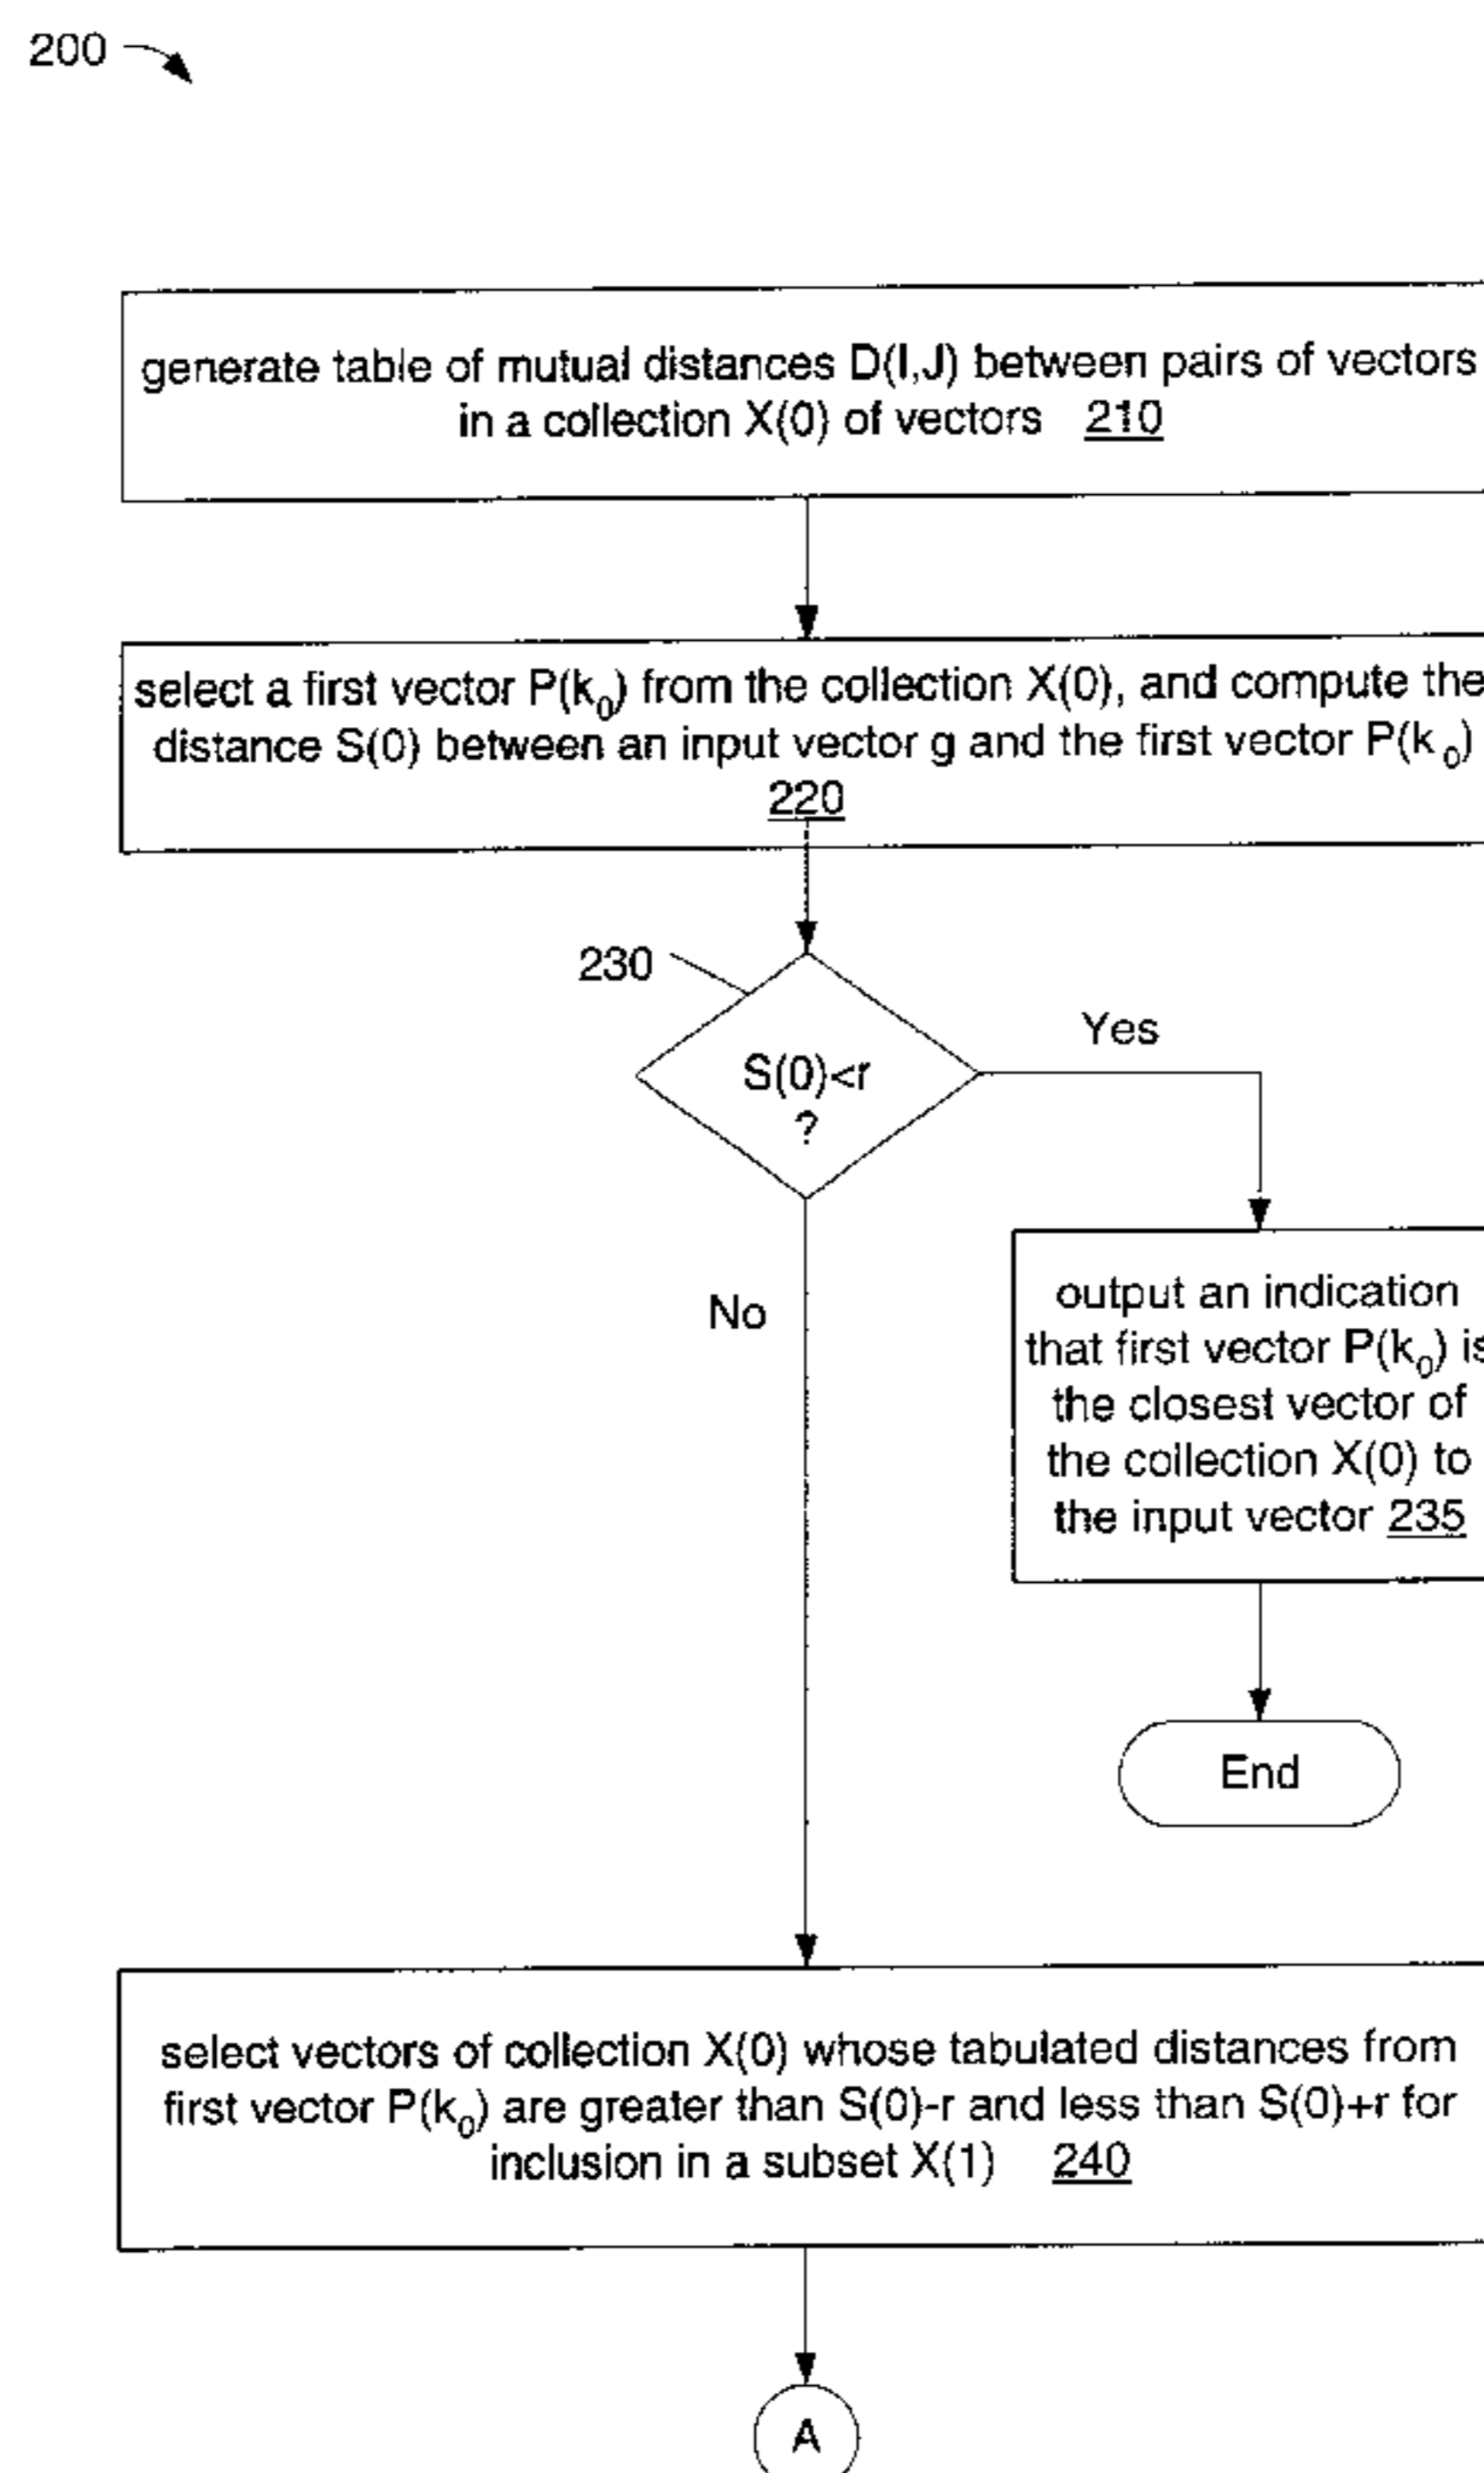 200
generate table of mutual distances D(I,J) between pairs of vectors
in a collection X(0) of vectors 210
select a first vector P(k₀) from the collection X(0), and compute the
distance S(0) between an input vector g and the first vector P(k₀)
220
230
S(0)<r
?
Yes
No
output an indication
that first vector P(k₀) is
the closest vector of
the collection X(0) to
the input vector 235
End
select vectors of collection X(0) whose tabulated distances from
first vector P(k₀) are greater than S(0)-r and less than S(0)+r for
inclusion in a subset X(1) 240
A